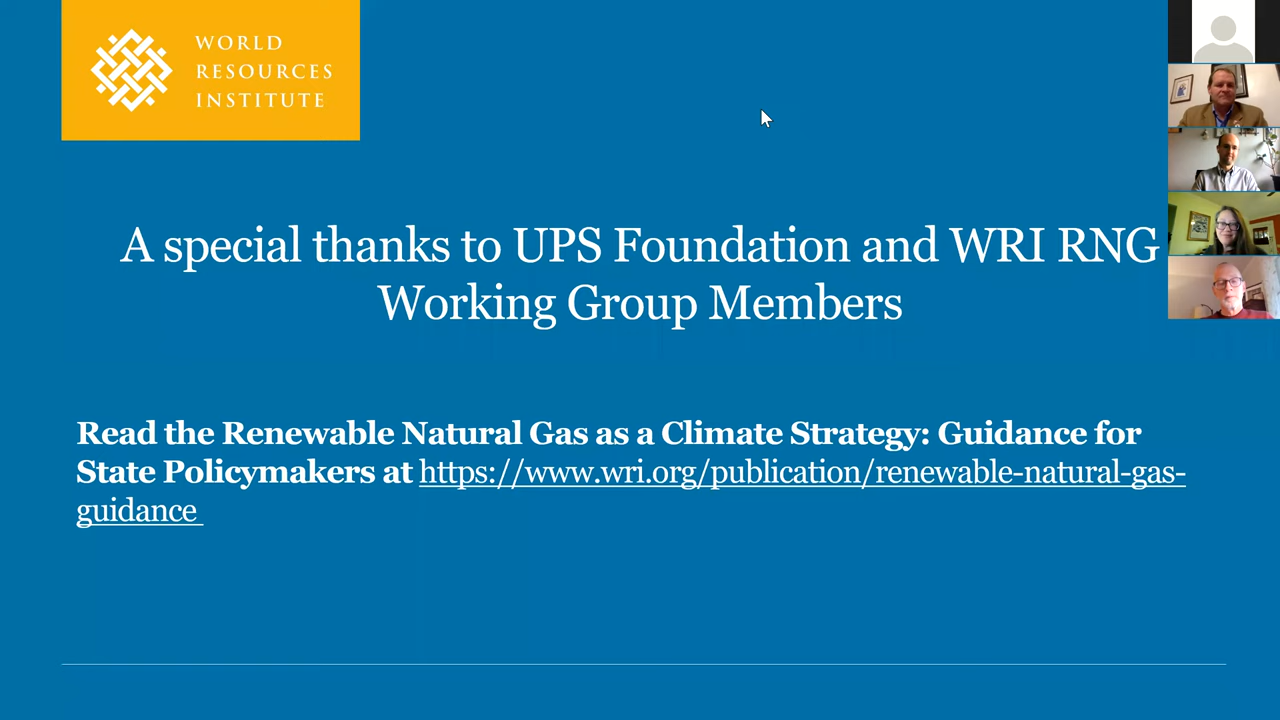 WORLD
RESOURCES
INSTITUTE
A special thanks to UPS Foundation and WRI RNG
Working Group Members
Read the Renewable Natural Gas as a Climate Strategy: Guidance for
State Policymakers at https://www.wri.org/publication/renewable-natural-gas-
guidance